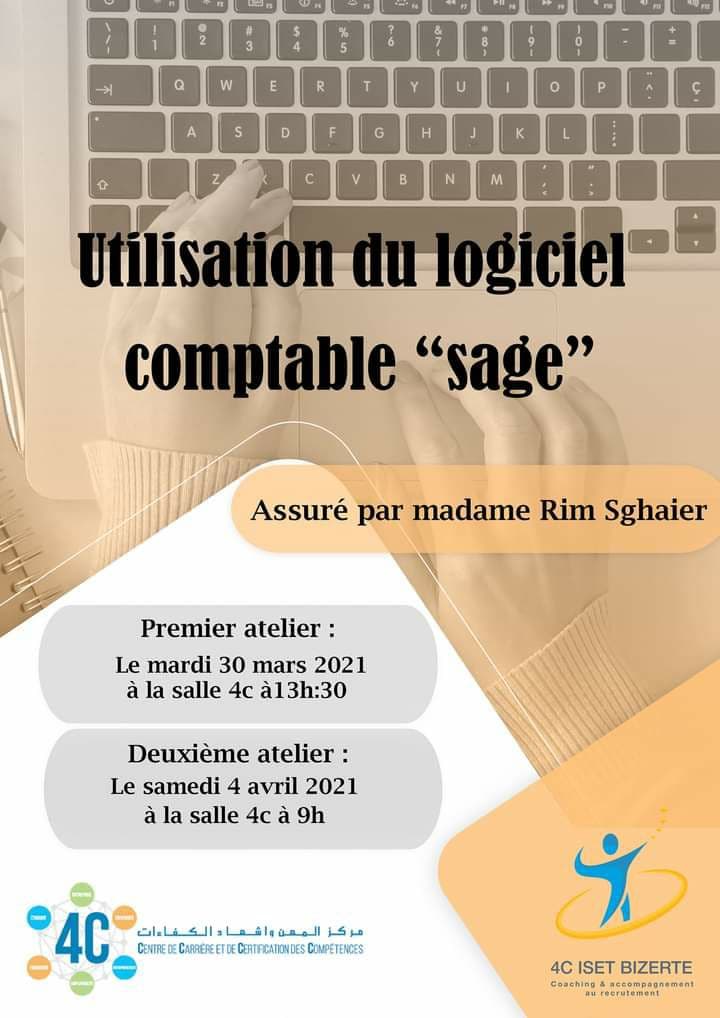 Utilisation du logiciel
comptable “sage”
Assuré par madame Rim Sghaier
Premier atelier :
Le mardi 30 mars 2021
à la salle 4c à13h:30
Deuxième atelier :
Le samedi 4 avril 2021
à la salle 4c à 9h
4C
مركز المهن واشهاد الكفاءات
CENTRE DE CARRIÈRE ET DE CERTIFICATION DES COMPÉTENCES
4C ISET BIZERTE
Coaching & accompagnement
au recrutement